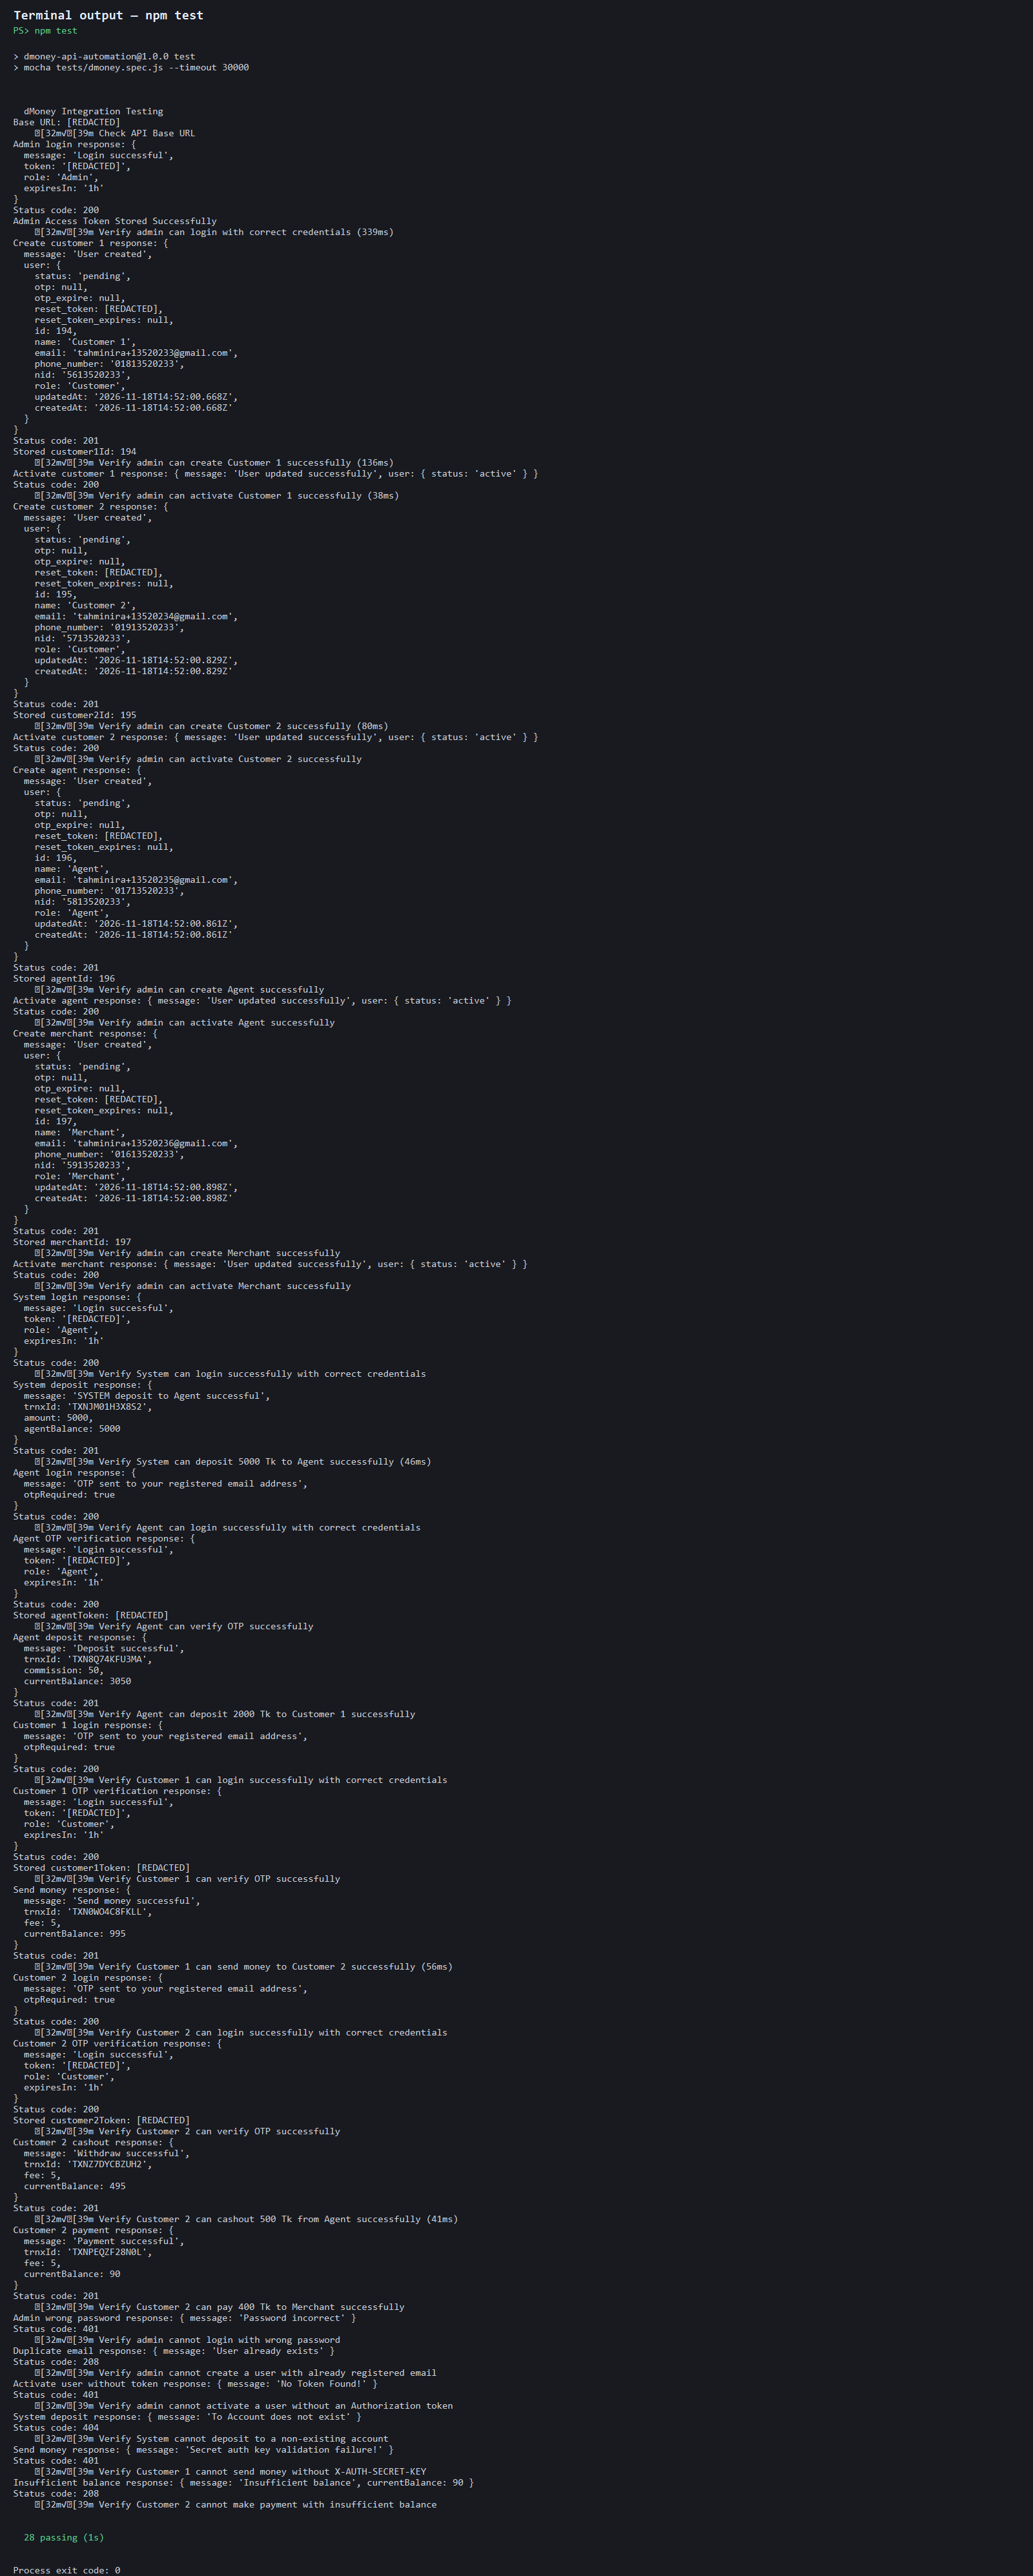 Terminal output — npm test
PS> npm test
> dmoney-api-automation@1.0.0 test
> mocha tests/dmoney.spec.js --timeout 30000
dMoney Integration Testing
Base URL: [REDACTED]
[32m√[39m Check API Base URL
Admin login response: {
message: 'Login successful',
token: '[REDACTED]',
role: 'Admin',
expiresIn: '1h'
}
Status code: 200
Admin Access Token Stored Successfully
[32m√[39m Verify admin can login with correct credentials (339ms)
Create customer 1 response: {
message: 'User created',
user: {
status: 'pending',
otp: null,
otp_expire: null,
reset_token: [REDACTED],
reset_token_expires: null,
id: 194,
name: 'Customer 1',
email: 'tahminira+13520233@gmail.com',
phone_number: '01813520233',
nid: '5613520233',
role: 'Customer',
updatedAt: '2026-11-18T14:52:00.668Z',
createdAt: '2026-11-18T14:52:00.668Z'
}
}
Status code: 201
Stored customer1Id: 194
[32m√[39m Verify admin can create Customer 1 successfully (136ms)
Activate customer 1 response: { message: 'User updated successfully', user: { status: 'active' } }
Status code: 200
[32m√[39m Verify admin can activate Customer 1 successfully (38ms)
Create customer 2 response: {
message: 'User created',
user: {
status: 'pending',
otp: null,
otp_expire: null,
reset_token: [REDACTED],
reset_token_expires: null,
id: 195,
name: 'Customer 2',
email: 'tahminira+13520234@gmail.com',
phone_number: '01913520233',
nid: '5713520233',
role: 'Customer',
updatedAt: '2026-11-18T14:52:00.829Z',
createdAt: '2026-11-18T14:52:00.829Z'
}
}
Status code: 201
Stored customer2Id: 195
[32m√[39m Verify admin can create Customer 2 successfully (80ms)
Activate customer 2 response: { message: 'User updated successfully', user: { status: 'active' } }
Status code: 200
[32m√[39m Verify admin can activate Customer 2 successfully
Create agent response: {
message: 'User created',
user: {
status: 'pending',
otp: null,
otp_expire: null,
reset_token: [REDACTED],
reset_token_expires: null,
id: 196,
name: 'Agent',
email: 'tahminira+13520235@gmail.com',
phone_number: '01713520233',
nid: '5813520233',
role: 'Agent',
updatedAt: '2026-11-18T14:52:00.861Z',
createdAt: '2026-11-18T14:52:00.861Z'
}
}
Status code: 201
Stored agentId: 196
[32m√[39m Verify admin can create Agent successfully
Activate agent response: { message: 'User updated successfully', user: { status: 'active' } }
Status code: 200
[32m√[39m Verify admin can activate Agent successfully
Create merchant response: {
message: 'User created',
user: {
status: 'pending',
otp: null,
otp_expire: null,
reset_token: [REDACTED],
reset_token_expires: null,
id: 197,
name: 'Merchant',
email: 'tahminira+13520236@gmail.com',
phone_number: '01613520233',
nid: '5913520233',
role: 'Merchant',
updatedAt: '2026-11-18T14:52:00.898Z',
createdAt: '2026-11-18T14:52:00.898Z'
}
}
Status code: 201
Stored merchantId: 197
[32m√[39m Verify admin can create Merchant successfully
Activate merchant response: { message: 'User updated successfully', user: { status: 'active' } }
Status code: 200
[32m√[39m Verify admin can activate Merchant successfully
System login response: {
message: 'Login successful',
token: '[REDACTED]',
role: 'Agent',
expiresIn: '1h'
}
Status code: 200
[32m√[39m Verify System can login successfully with correct credentials
System deposit response: {
message: 'SYSTEM deposit to Agent successful',
trnxId: 'TXNJM01H3X8S2',
amount: 5000,
agentBalance: 5000
}
Status code: 201
[32m√[39m Verify System can deposit 5000 Tk to Agent successfully (46ms)
Agent login response: {
message: 'OTP sent to your registered email address',
otpRequired: true
}
Status code: 200
[32m√[39m Verify Agent can login successfully with correct credentials
Agent OTP verification response: {
message: 'Login successful',
token: '[REDACTED]',
role: 'Agent',
expiresIn: '1h'
}
Status code: 200
Stored agentToken: [REDACTED]
[32m√[39m Verify Agent can verify OTP successfully
Agent deposit response: {
message: 'Deposit successful',
trnxId: 'TXN8Q74KFU3MA',
commission: 50,
currentBalance: 3050
}
Status code: 201
[32m√[39m Verify Agent can deposit 2000 Tk to Customer 1 successfully
Customer 1 login response: {
message: 'OTP sent to your registered email address',
otpRequired: true
}
Status code: 200
[32m√[39m Verify Customer 1 can login successfully with correct credentials
Customer 1 OTP verification response: {
message: 'Login successful',
token: '[REDACTED]',
role: 'Customer',
expiresIn: '1h'
}
Status code: 200
Stored customer1Token: [REDACTED]
[32m√[39m Verify Customer 1 can verify OTP successfully
Send money response: {
message: 'Send money successful',
trnxId: 'TXN0WO4C8FKLL',
fee: 5,
currentBalance: 995
}
Status code: 201
[32m√[39m Verify Customer 1 can send money to Customer 2 successfully (56ms)
Customer 2 login response: {
message: 'OTP sent to your registered email address',
otpRequired: true
}
Status code: 200
[32m√[39m Verify Customer 2 can login successfully with correct credentials
Customer 2 OTP verification response: {
message: 'Login successful',
token: '[REDACTED]',
role: 'Customer',
expiresIn: '1h'
}
Status code: 200
Stored customer2Token: [REDACTED]
[32m√[39m Verify Customer 2 can verify OTP successfully
Customer 2 cashout response: {
message: 'Withdraw successful',
trnxId: 'TXNZ7DYCBZUH2',
fee: 5,
currentBalance: 495
}
Status code: 201
[32m√[39m Verify Customer 2 can cashout 500 Tk from Agent successfully (41ms)
Customer 2 payment response: {
message: 'Payment successful',
trnxId: 'TXNPEQZF28N0L',
fee: 5,
currentBalance: 90
}
Status code: 201
[32m√[39m Verify Customer 2 can pay 400 Tk to Merchant successfully
Admin wrong password response: { message: 'Password incorrect' }
Status code: 401
[32m√[39m Verify admin cannot login with wrong password
Duplicate email response: { message: 'User already exists' }
Status code: 208
[32m√[39m Verify admin cannot create a user with already registered email
Activate user without token response: { message: 'No Token Found!' }
Status code: 401
[32m√[39m Verify admin cannot activate a user without an Authorization token
System deposit response: { message: 'To Account does not exist' }
Status code: 404
[32m√[39m Verify System cannot deposit to a non-existing account
Send money response: { message: 'Secret auth key validation failure!' }
Status code: 401
[32m√[39m Verify Customer 1 cannot send money without X-AUTH-SECRET-KEY
Insufficient balance response: { message: 'Insufficient balance', currentBalance: 90 }
Status code: 208
[32m√[39m Verify Customer 2 cannot make payment with insufficient balance
28 passing (1s)
Process exit code: 0